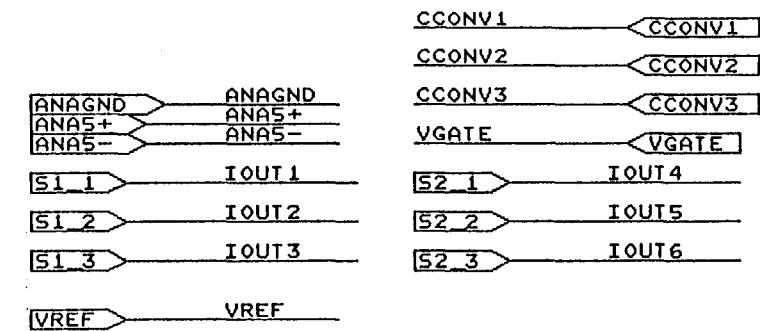 CCONV1 CCONV1
CCONV2 CCONV2
ANAGND ANAGND CCONV3 CCONV3
ANA5+ ANA5+
ANA5- ANA5- VGATE VGATE
S1_1 IOUT1 S2_1 IOUT4
S1_2 IOUT2 S2_2 IOUT5
S1_3 IOUT3 S2_3 IOUT6
VREF VREF